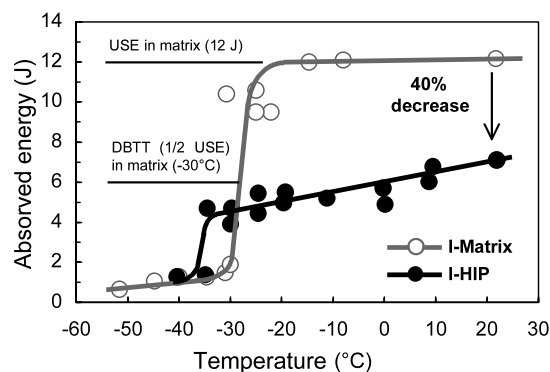 14
12
10
8
6
4
2
0
Absorved energy (J)
USE in matrix (12 J)
DBTT (1/2 USE)
in matrix (-30°C)
40%
decrease
I-Matrix
I-HIP
-60 -50 -40 -30 -20 -10 0 10 20 30
Temperature (°C)